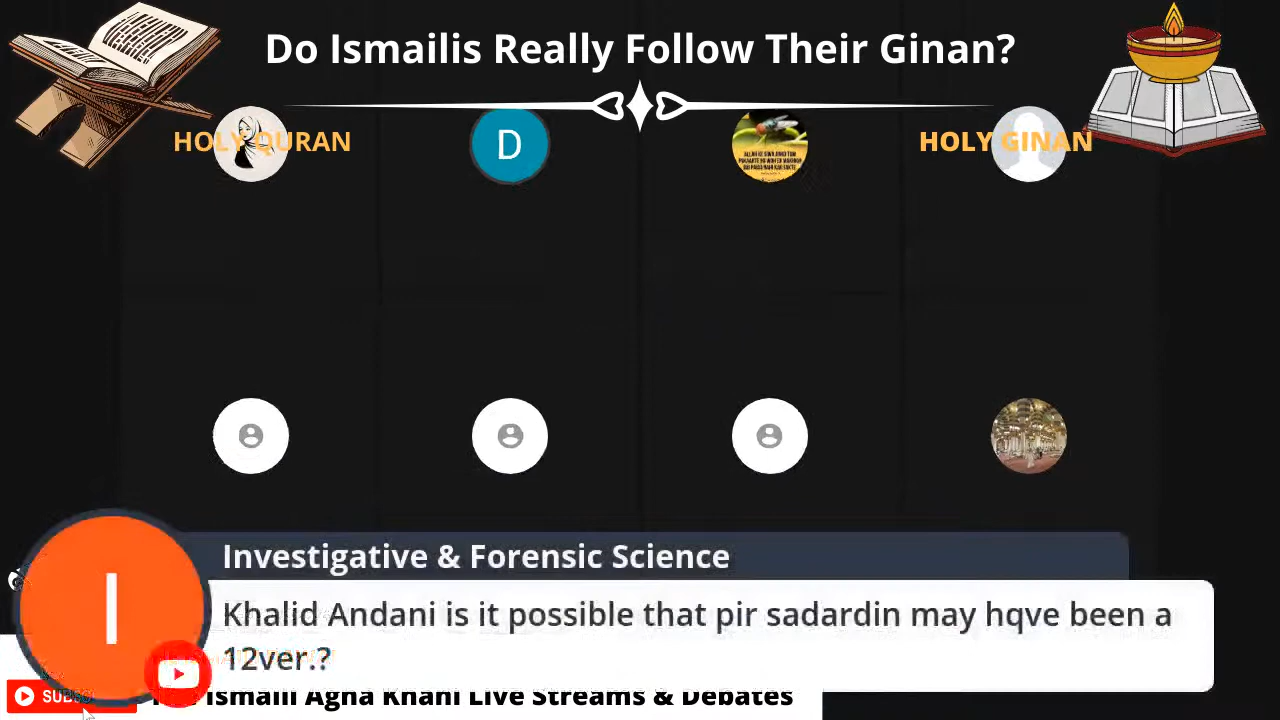 Do Ismailis Really Follow Their Ginan?
HOLY QURAN
D
HOLY GINAN
Investigative & Forensic Science
I
Khalid Andani is it possible that pir sadardin may hqve been a
12ver.?
SUBSC
Ismaili Agha Khani Live Streams & Debates